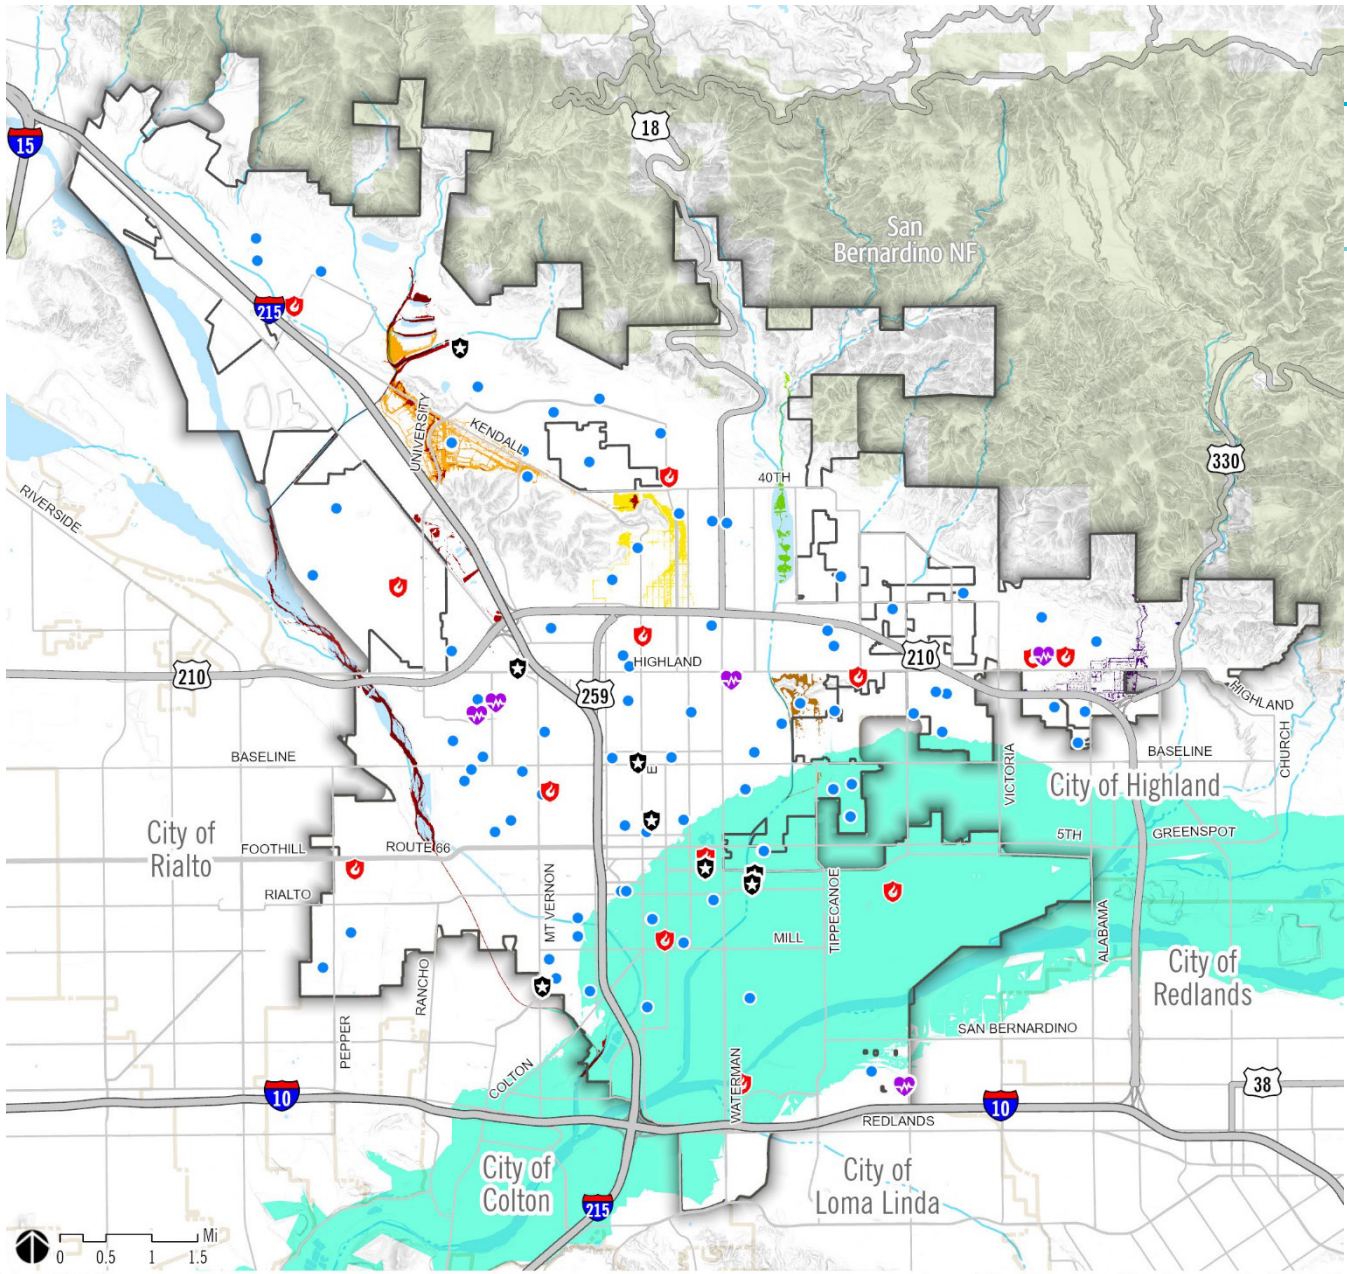 18
15
San
Bernardino NF
215
UNIVERSITY
KENDALL
330
40TH
RIVERSIDE
210
HIGHLAND
210
259
HIGHLAND
CHURCH
BASELINE
E
VICTORIA
BASELINE
City of Highland
City of
Rialto
FOOTHILL
ROUTE 66
5TH
GREENSPOT
RIALTO
MT VERNON
TIPPECANOE
MILL
ALABAMA
RANCHO
City of
Redlands
PEPPER
SAN BERNARDINO
COLTON
WATERMAN
10
10
38
REDLANDS
City of
Colton
City of
Loma Linda
215
Mi
0 0.5 1 1.5